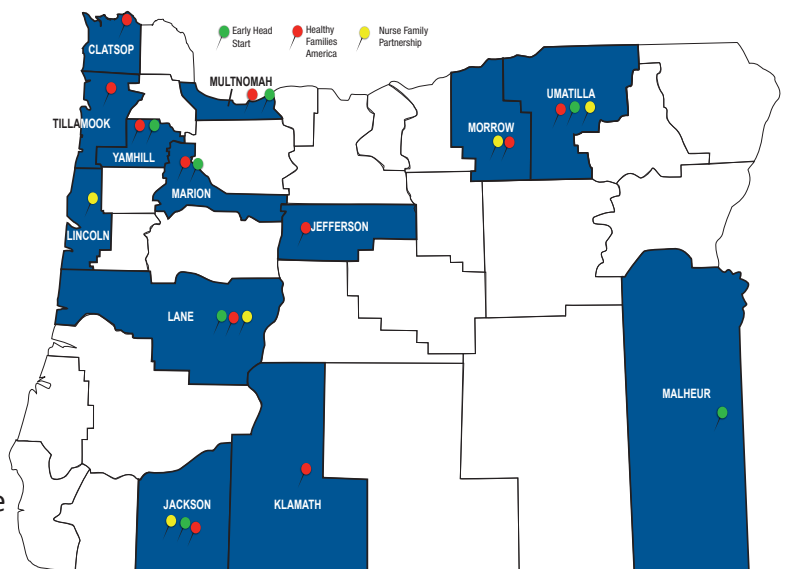 Early Head
Start
Healthy
Families
America
Nurse Family
Partnership
CLATSOP
MULTNOMAH
UMATILLA
TILLAMOOK
MORROW
YAMHILL
MARION
JEFFERSON
LINCOLN
LANE
MALHEUR
JACKSON
KLAMATH
e